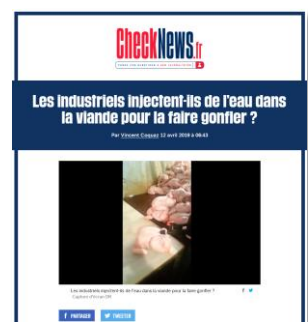 CheckNews.fr
Les industriels injectent-ils de l'eau dans
la viande pour la faire gonfler ?
Par Vincent Coquaz 12 avril 2019 à 06:43
Les industriels injectent-ils de l'eau dans la viande pour la faire gonfler ?
PARTAGER TWEETER